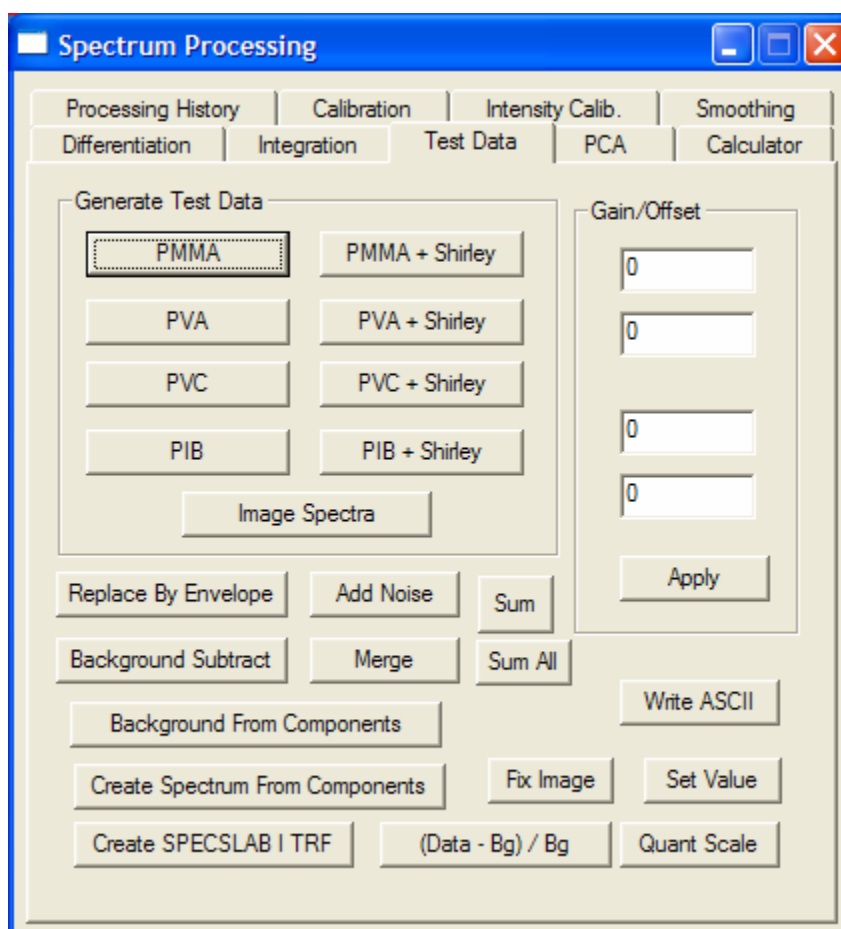 Spectrum Processing
Processing History Calibration Intensity Calib. Smoothing
Differentiation Integration Test Data PCA Calculator
Generate Test Data
Gain/Offset
PMMA PMMA + Shirley
0
PVA PVA + Shirley
0
PVC PVC + Shirley
0
PIB PIB + Shirley
0
Image Spectra
Apply
Replace By Envelope Add Noise Sum
Background Subtract Merge Sum All
Write ASCII
Background From Components
Create Spectrum From Components Fix Image Set Value
Create SPECSLAB I TRF (Data - Bg) / Bg Quant Scale